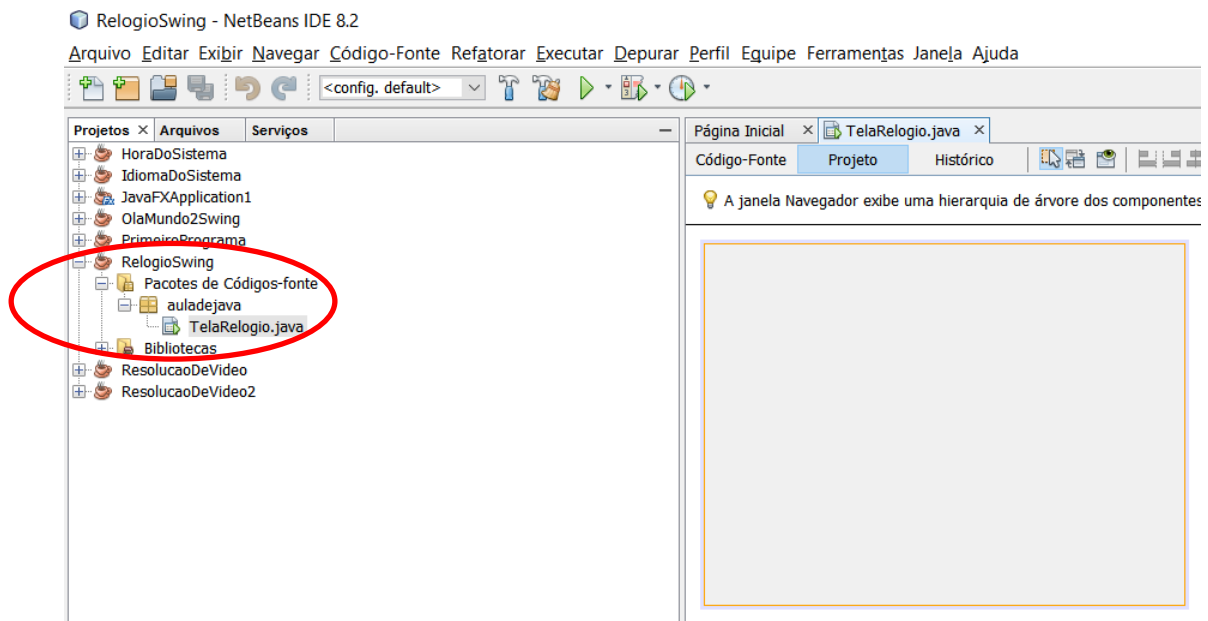 RelogioSwing - NetBeans IDE 8.2
Arquivo Editar Exibir Navegar Código-Fonte Refatorar Executar Depurar Perfil Equipe Ferramentas Janela Ajuda
<config. default>
Projetos Arquivos Serviços
HoraDoSistema
IdiomaDoSistema
JavaFXApplication1
OlaMundo2Swing
PrimeiroPrograma
RelogioSwing
Pacotes de Códigos-fonte
auladejava
TelaRelogio.java
Bibliotecas
ResolucaoDeVideo
ResolucaoDeVideo2
Página Inicial TelaRelogio.java
Código-Fonte Projeto Histórico
A janela Navegador exibe uma hierarquia de árvore dos componentes